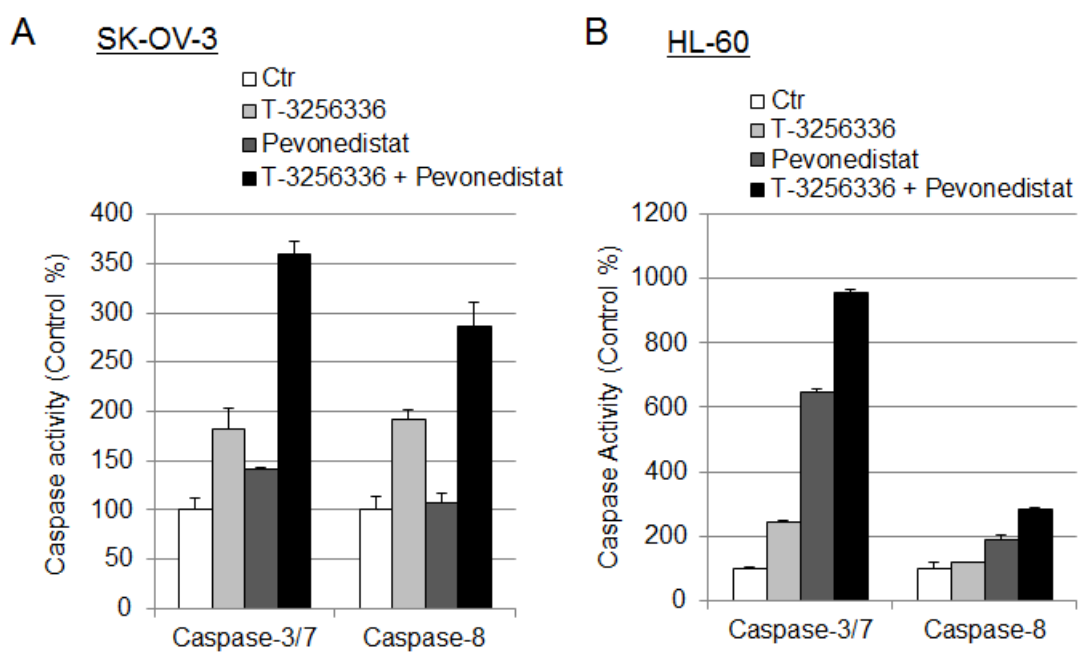 A
SK-OV-3
Ctr
T-3256336
Pevonedistat
T-3256336 + Pevonedistat
Caspase activity (Control %)
400
350
300
250
200
150
100
50
0
Caspase-3/7
Caspase-8
B
HL-60
Ctr
T-3256336
Pevonedistat
T-3256336 + Pevonedistat
Caspase Activity (Control %)
1200
1000
800
600
400
200
0
Caspase-3/7
Caspase-8